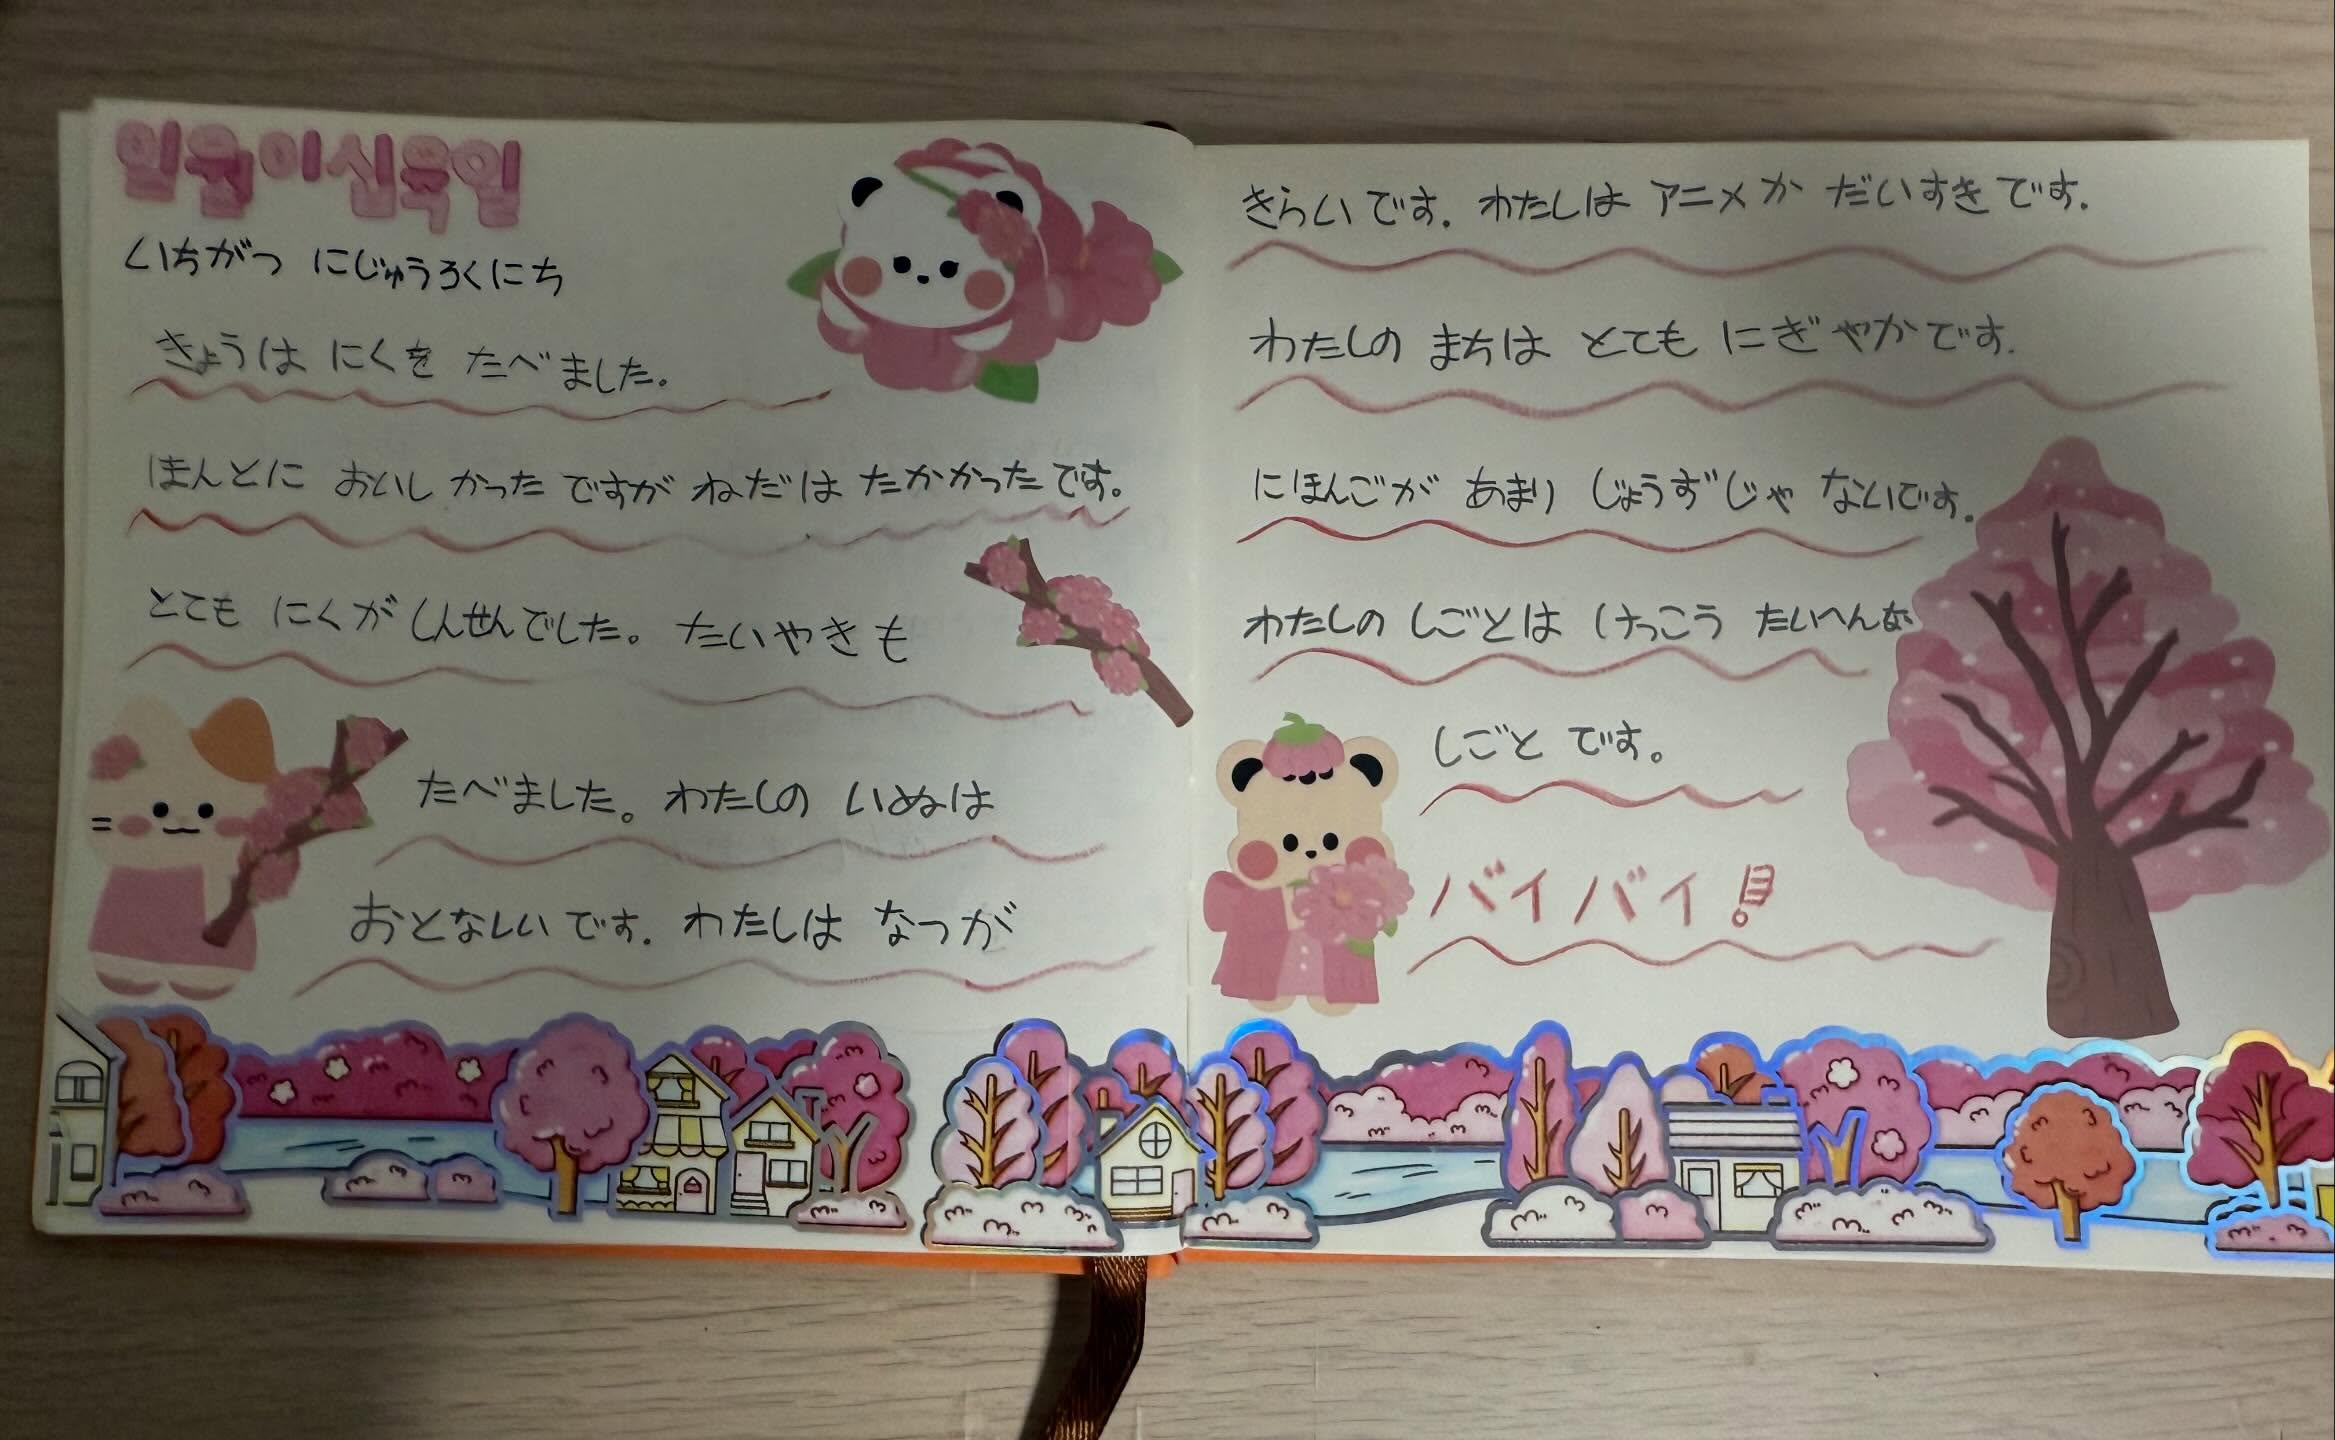 일월이십육일
いちがつ にじゅうろくにち
きょうは にくを たべました。
ほんとに おいしかったですが ねだは たかかったです。
とても にくが しんせんでした。 たいやきも
たべました。 わたしの いぬは
おとなしいです. わたしは なつが
きらいです. わたしは アニメか だいすきです.
わたしの まちは とても にぎやかです.
にほんごが あまり じょうずじゃ ないです.
わたしの しごとは けっこう たいへんな
しごと です。
バイバイ!